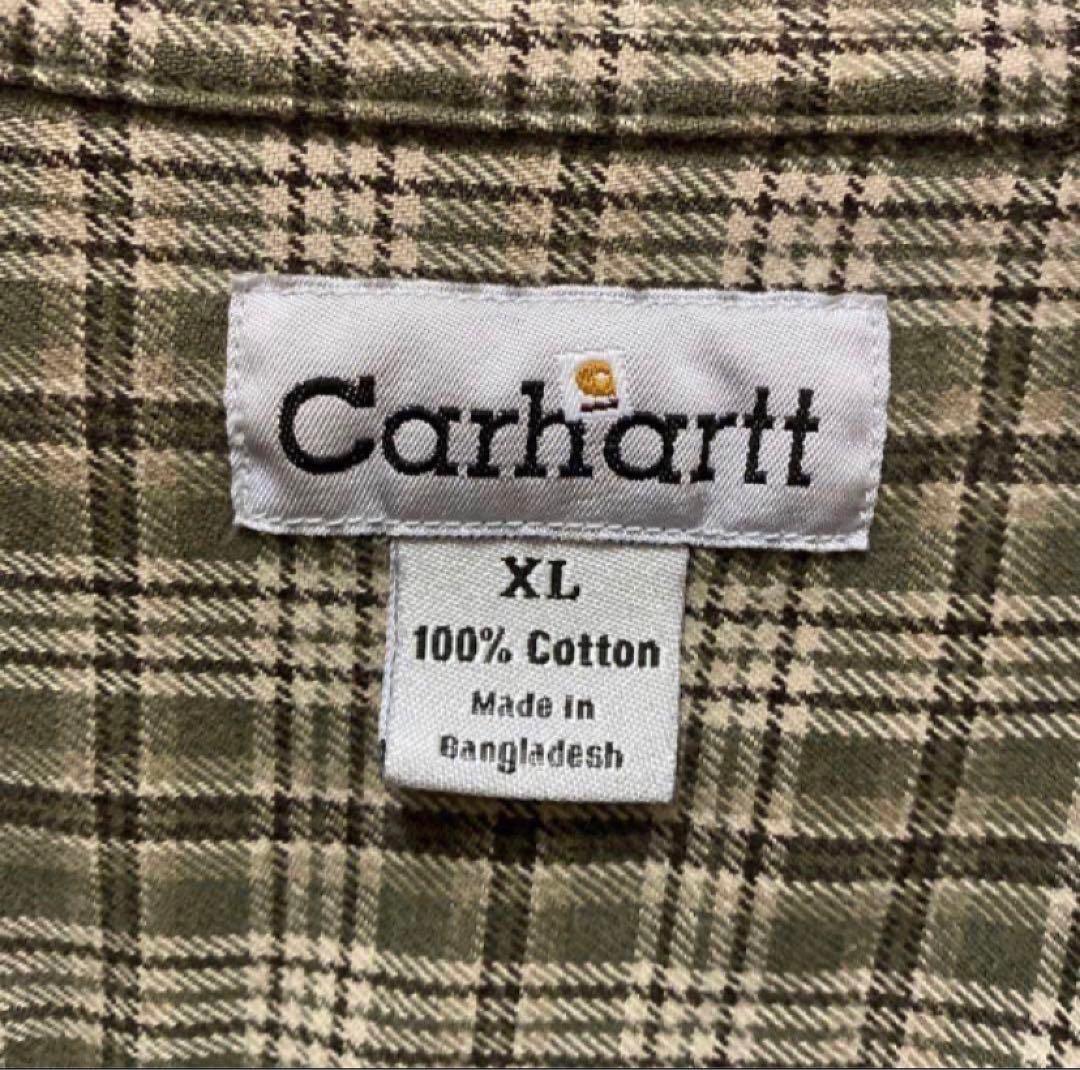 Carhartt
XL
100% Cotton
Made in
Bangladesh